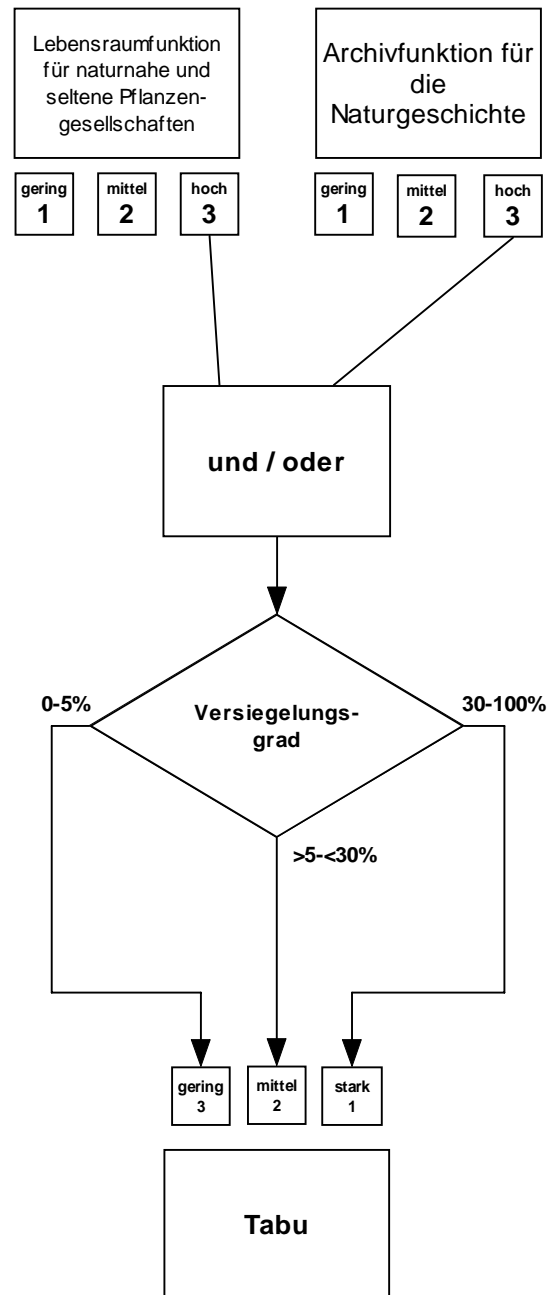 Lebensraumfunktion
für naturnahe und
seltene Pflanzen-
gesellschaften
Archivfunktion für
die
Naturgeschichte
gering
1
mittel
2
hoch
3
gering
1
mittel
2
hoch
3
und / oder
0-5%
Versiegelungs-
grad
30-100%
>5-<30%
gering
3
mittel
2
stark
1
Tabu